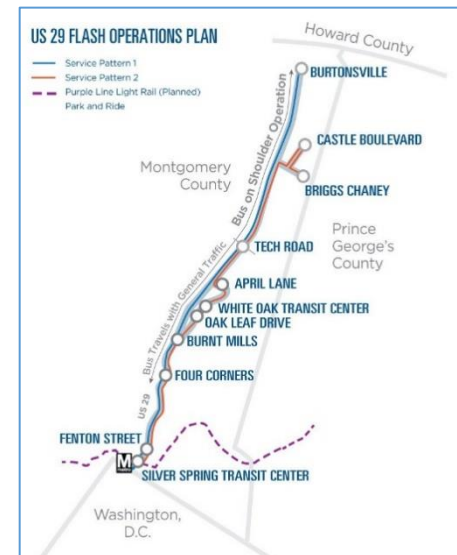 US 29 FLASH OPERATIONS PLAN
Service Pattern 1
Service Pattern 2
Purple Line Light Rail (Planned)
Park and Ride
Howard County
BURTONSVILLE
Bus on Shoulder Operation
CASTLE BOULEVARD
Montgomery
County
BRIGGS CHANEY
Prince
George's
County
TECH ROAD
Bus Travels with General Traffic
APRIL LANE
WHITE OAK TRANSIT CENTER
OAK LEAF DRIVE
BURNT MILLS
FOUR CORNERS
US 29
FENTON STREET
M
SILVER SPRING TRANSIT CENTER
Washington,
D.C.